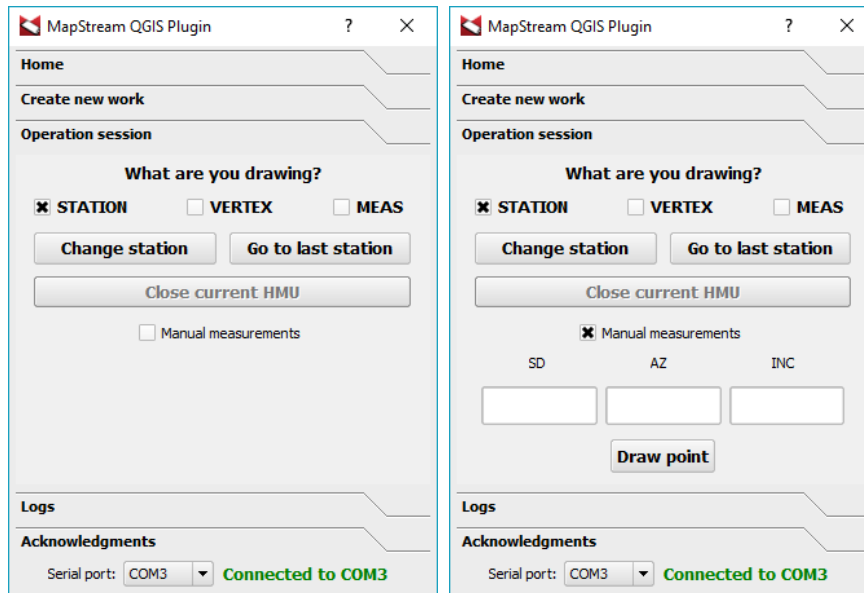 MapStream QGIS Plugin ?
Home
Create new work
Operation session
What are you drawing?
STATION VERTEX MEAS
Change station Go to last station
Close current HMU
Manual measurements
Logs
Acknowledgments
Serial port: COM3 Connected to COM3
MapStream QGIS Plugin ?
Home
Create new work
Operation session
What are you drawing?
STATION VERTEX MEAS
Change station Go to last station
Close current HMU
Manual measurements
SD AZ INC
Draw point
Logs
Acknowledgments
Serial port: COM3 Connected to COM3